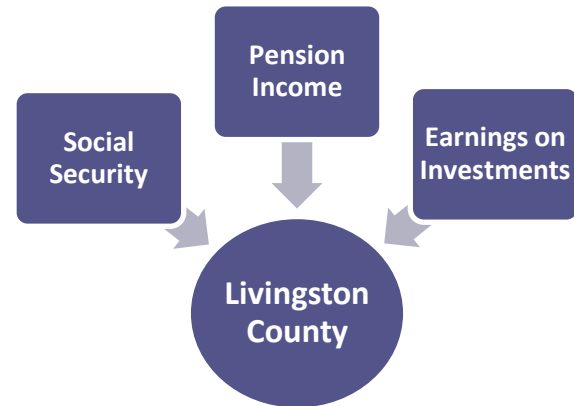 Pension
Income
Social
Security
Earnings on
Investments
Livingston
County